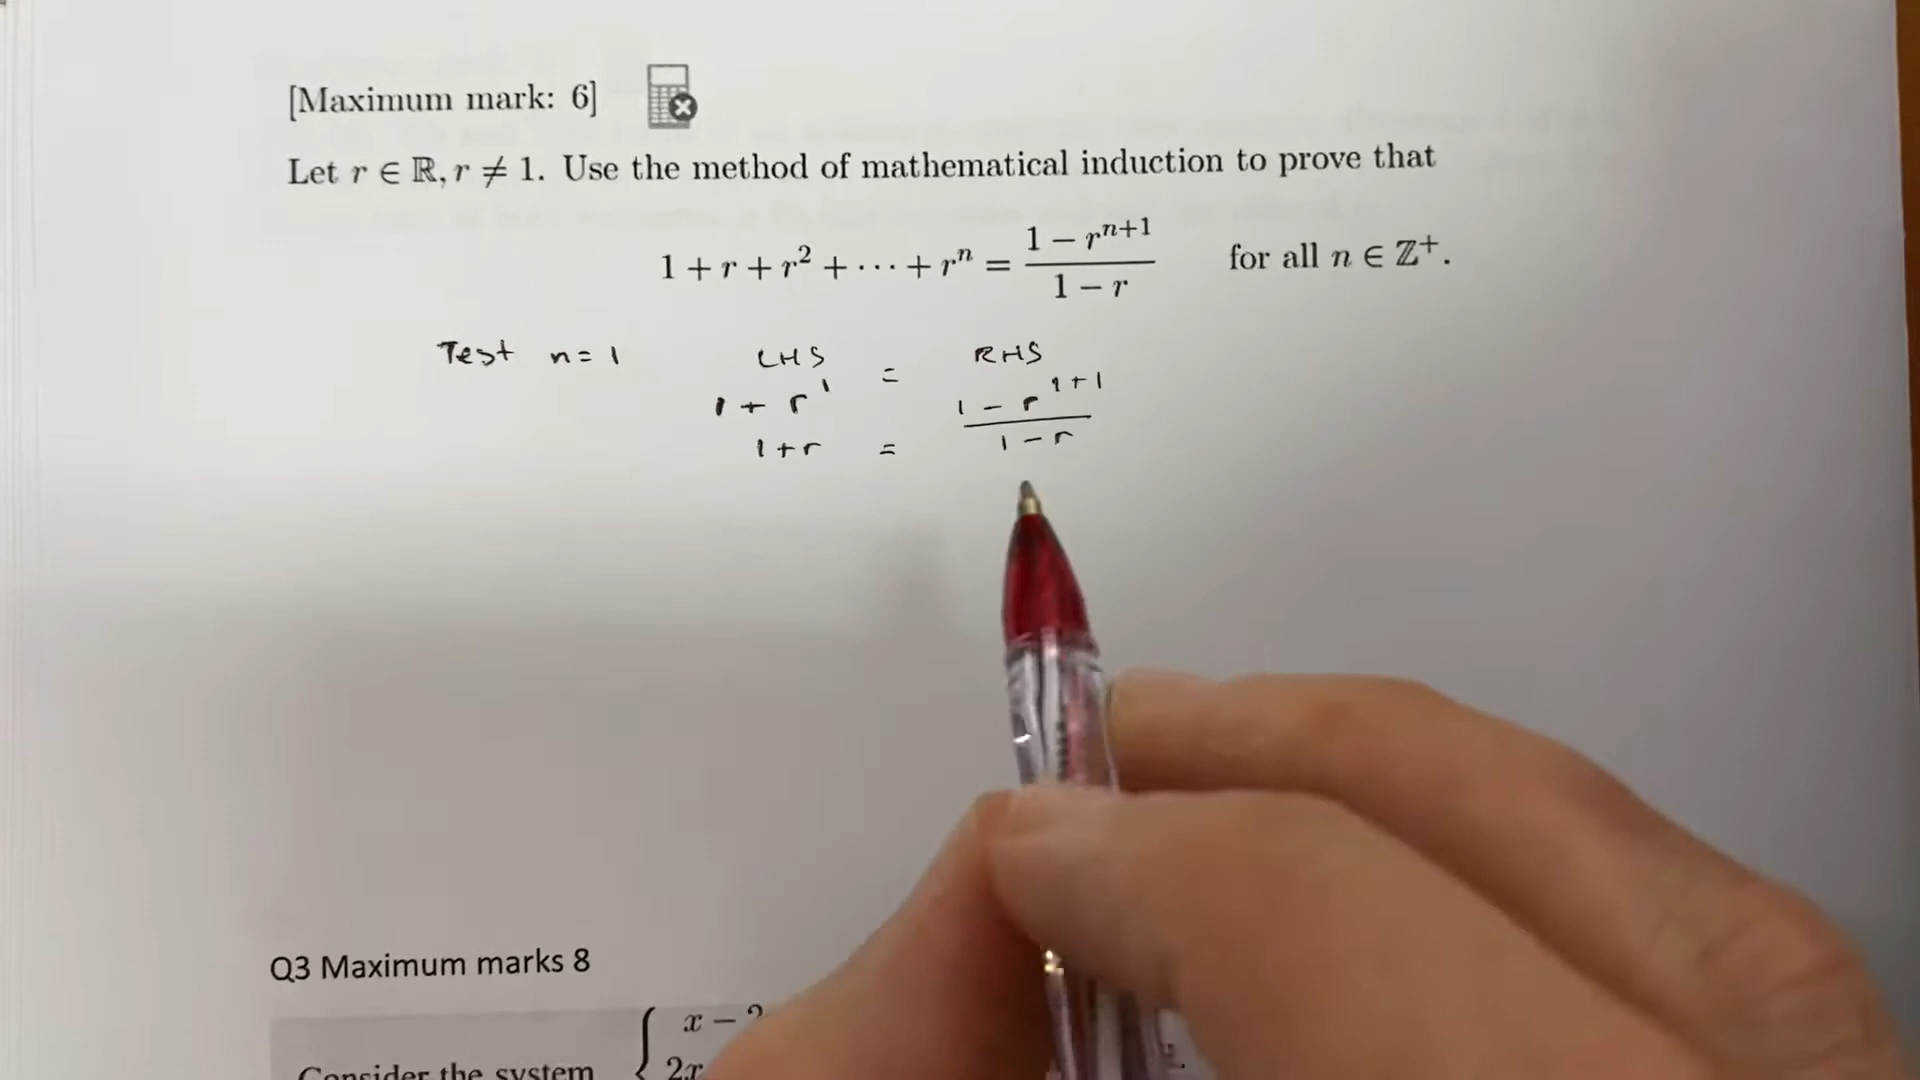 [Maximum mark: 6]
Let r ∈ ℝ, r ≠ 1. Use the method of mathematical induction to prove that
1 + r + r² + ⋯ + rⁿ = (1 − rⁿ⁺¹)/(1 − r) for all n ∈ ℤ⁺.
Test n = 1 LHS = RHS
1 + r¹ (1 − r¹⁺¹)/(1 − r)
1 + r =
Q3 Maximum marks 8
x −
Consider the system { 2x